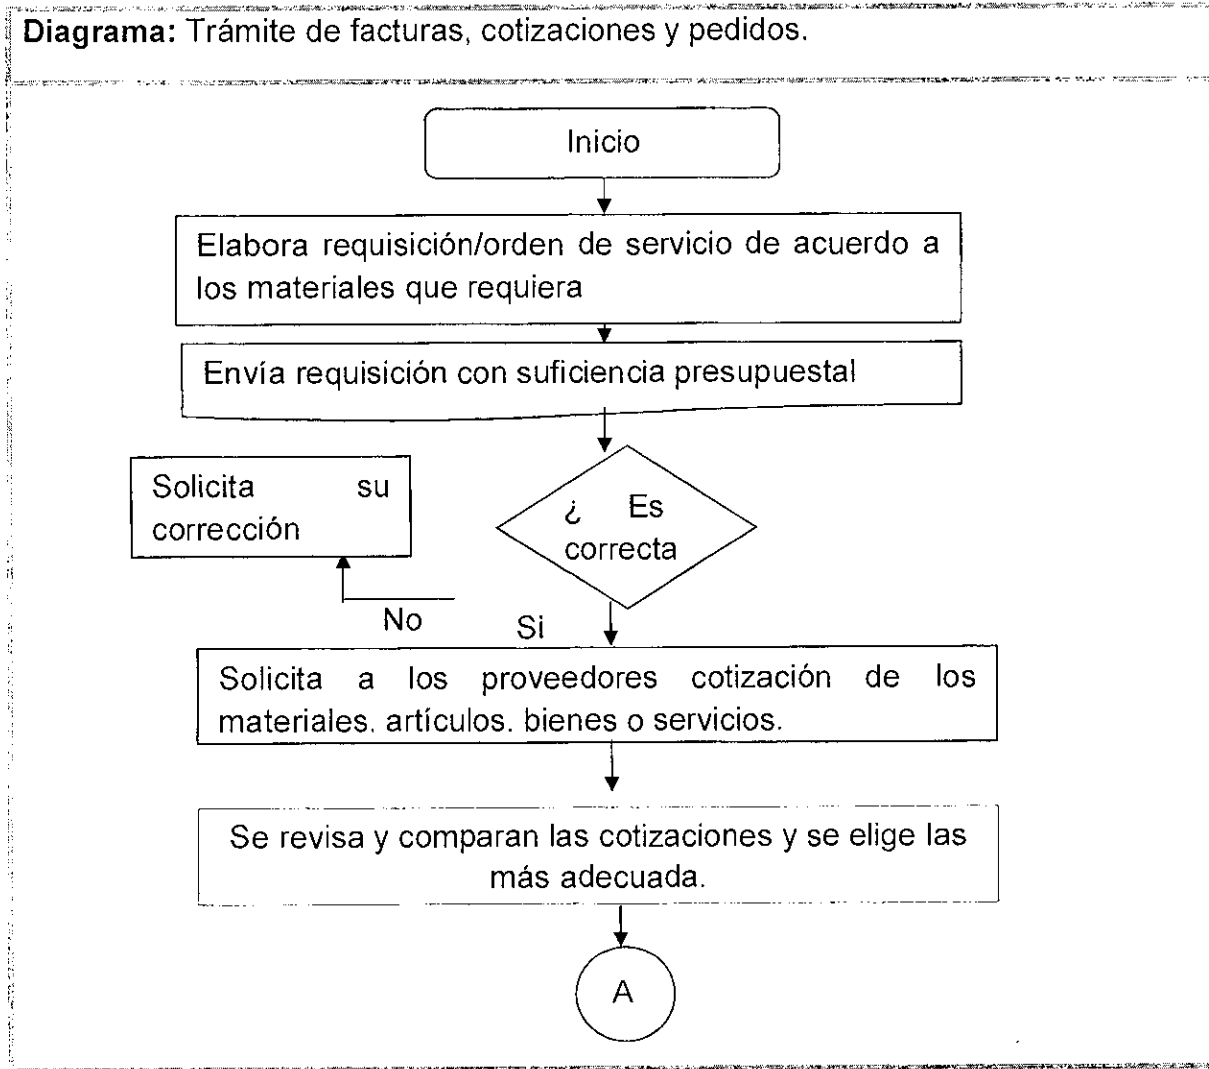 Diagrama: Trámite de facturas, cotizaciones y pedidos.
Inicio
Elabora requisición/orden de servicio de acuerdo a
los materiales que requiera
Envía requisición con suficiencia presupuestal
Solicita su
corrección
¿ Es
correcta
No
Si
Solicita a los proveedores cotización de los
materiales. artículos. bienes o servicios.
Se revisa y comparan las cotizaciones y se elige las
más adecuada.
A